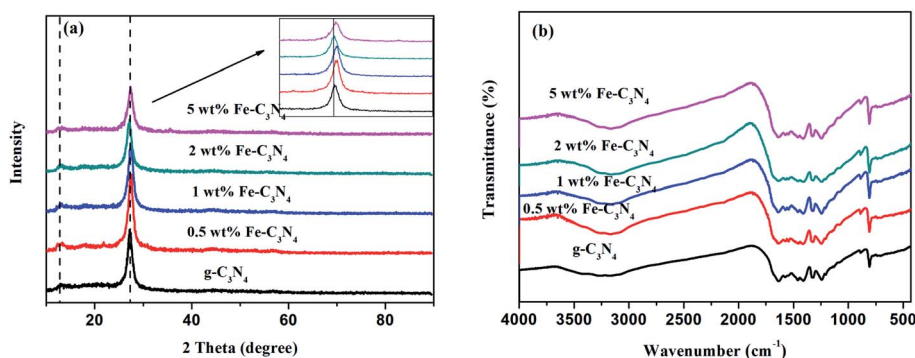 (a)
Intensity
5 wt% Fe-C₃N₄
2 wt% Fe-C₃N₄
1 wt% Fe-C₃N₄
0.5 wt% Fe-C₃N₄
g-C₃N₄
20 40 60 80
2 Theta (degree)
(b)
Transmittance (%)
5 wt% Fe-C₃N₄
2 wt% Fe-C₃N₄
1 wt% Fe-C₃N₄
0.5 wt% Fe-C₃N₄
g-C₃N₄
4000 3500 3000 2500 2000 1500 1000 500
Wavenumber (cm⁻¹)